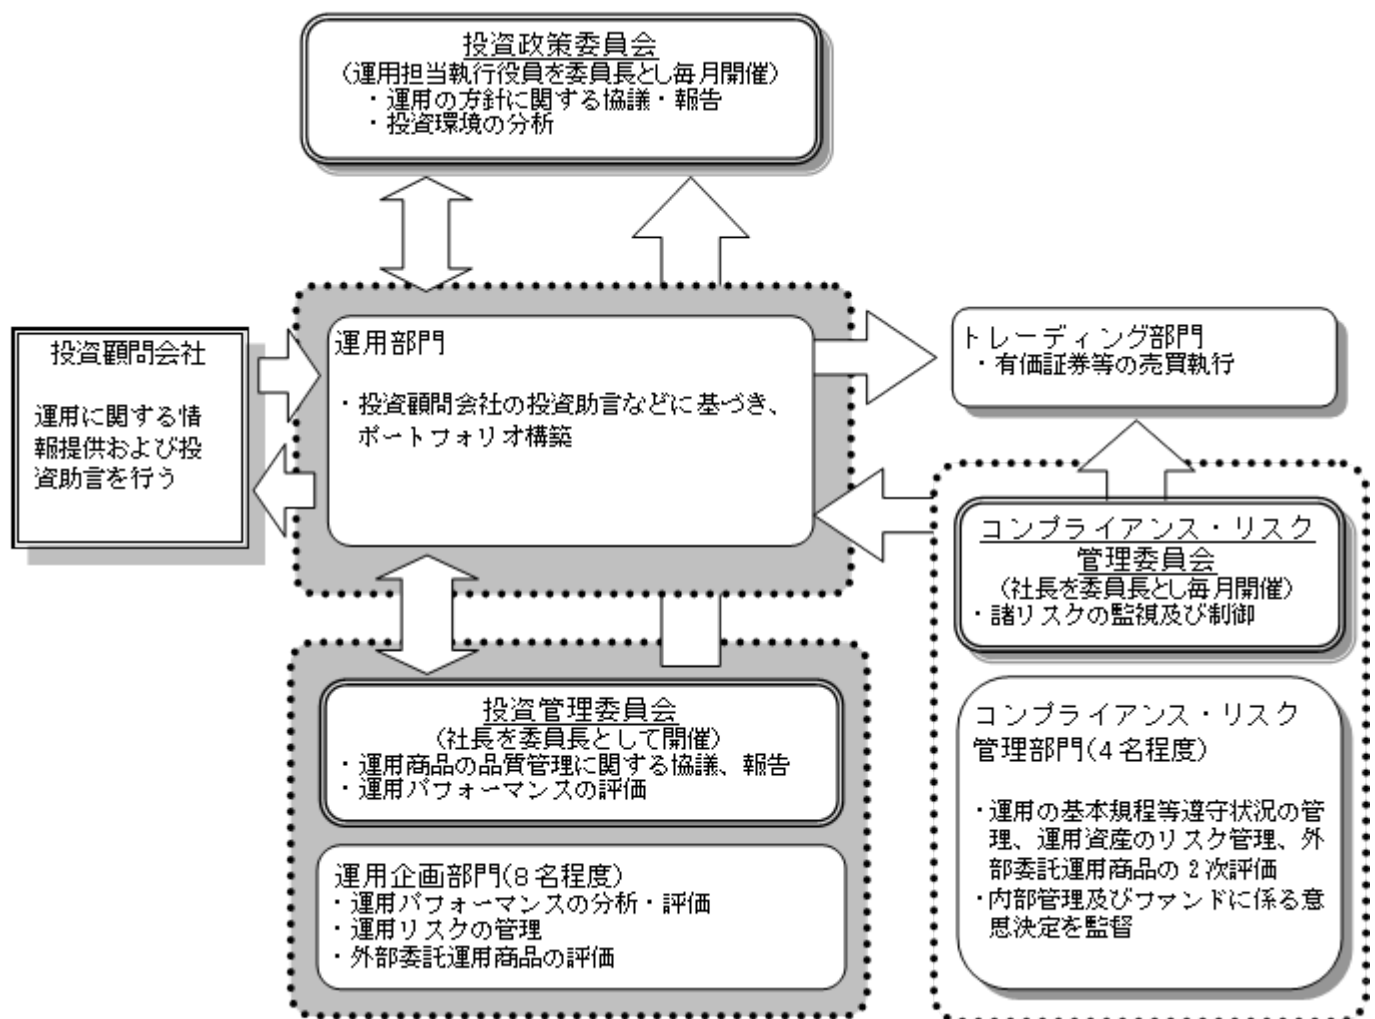 投資政策委員会
(運用担当執行役員を委員長とし毎月開催)
・運用の方針に関する協議・報告
・投資環境の分析
投資顧問会社
運用に関する情
報提供および投
資助言を行う
運用部門
・投資顧問会社の投資助言などに基づき、
ポートフォリオ構築
トレーディング部門
・有価証券等の売買執行
コンプライアンス・リスク
管理委員会
(社長を委員長とし毎月開催)
・諸リスクの監視及び制御
コンプライアンス・リスク
管理部門(4名程度)
・運用の基本規程等遵守状況の管
理、運用資産のリスク管理、外
部委託運用商品の2次評価
・内部管理及びファンドに係る意
思決定を監督
投資管理委員会
(社長を委員長として開催)
・運用商品の品質管理に関する協議、報告
・運用パフォーマンスの評価
運用企画部門(8名程度)
・運用パフォーマンスの分析・評価
・運用リスクの管理
・外部委託運用商品の評価